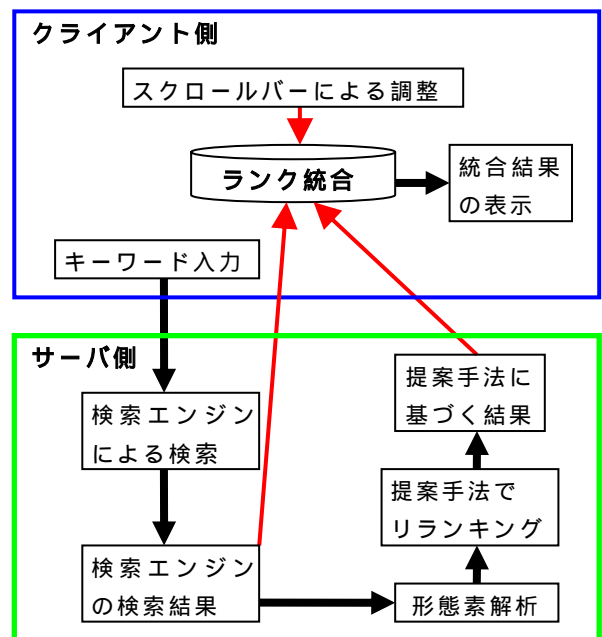 クライアント側
スクロールバーによる調整
ランク統合
統合結果
の表示
キーワード入力
サーバ側
検索エンジン
による検索
検索エンジン
の検索結果
形態素解析
提案手法で
リランキング
提案手法に
基づく結果